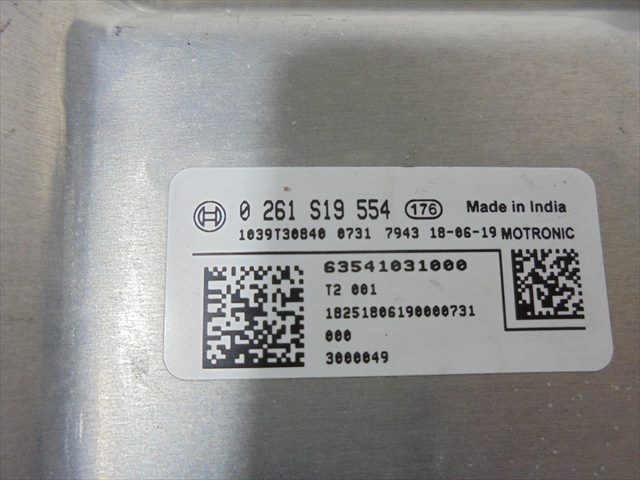 0 261 S19 554 176 Made in India
1039T30840 0731 7943 18-06-19 MOTRONIC
63541031000
T2 001
18251806190000731
000
3000049